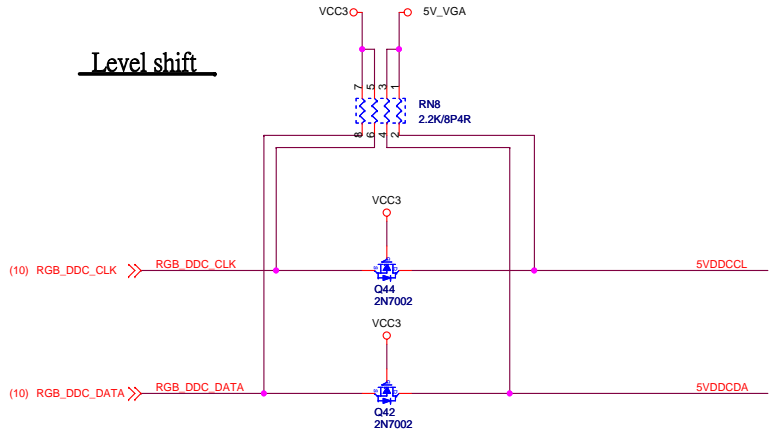 VCC3 5V_VGA
Level shift
7 5 3 1
RN8
2.2K/8P4R
8 6 4 2
VCC3
(10) RGB_DDC_CLK RGB_DDC_CLK 5VDDCCL
Q44
2N7002
VCC3
(10) RGB_DDC_DATA RGB_DDC_DATA 5VDDCDA
Q42
2N7002